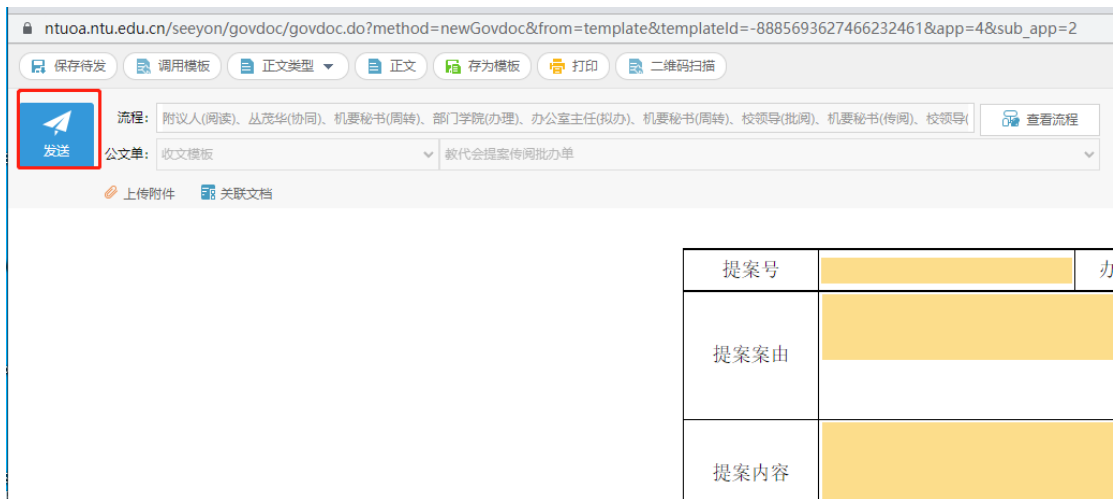 ntuoa.ntu.edu.cn/seeyon/govdoc/govdoc.do?method=newGovdoc&from=template&templateId=-8885693627466232461&app=4&sub_app=2
保存待发 调用模板 正文类型 正文 存为模板 打印 二维码扫描
流程： 附议人(阅读)、丛茂华(协同)、机要秘书(周转)、部门学院(办理)、办公室主任(拟办)、机要秘书(周转)、校领导(批阅)、机要秘书(传阅)、校领导( 查看流程
发送
公文单： 收文模板 教代会提案传阅批办单
上传附件 关联文档
提案号 办
提案案由
提案内容